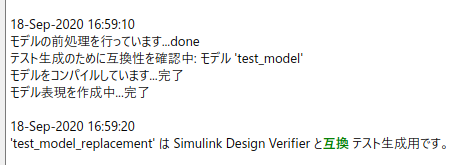 18-Sep-2020 16:59:10
モデルの前処理を行っています...done
テスト生成のために互換性を確認中: モデル 'test_model'
モデルをコンパイルしています...完了
モデル表現を作成中...完了
18-Sep-2020 16:59:20
'test_model_replacement' は Simulink Design Verifier と互換 テスト生成用です。